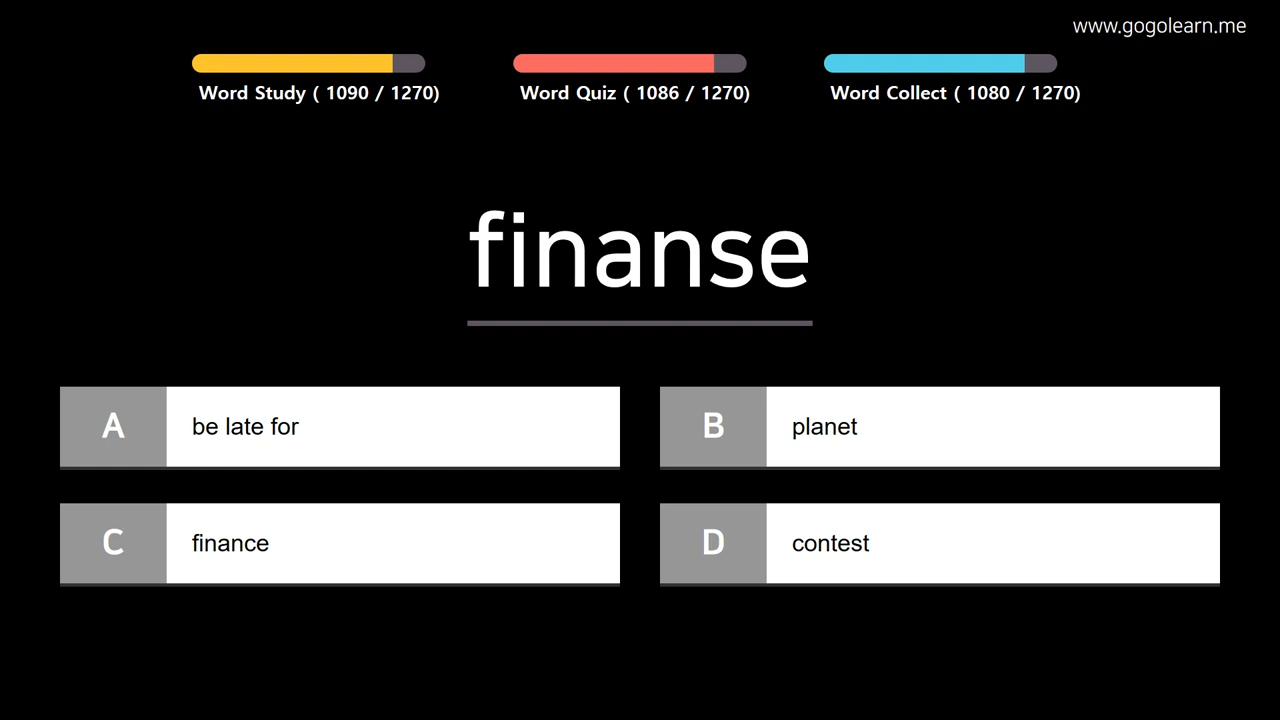 www.gogolearn.me
Word Study ( 1090 / 1270)
Word Quiz ( 1086 / 1270)
Word Collect ( 1080 / 1270)
finanse
A
be late for
B
planet
C
finance
D
contest